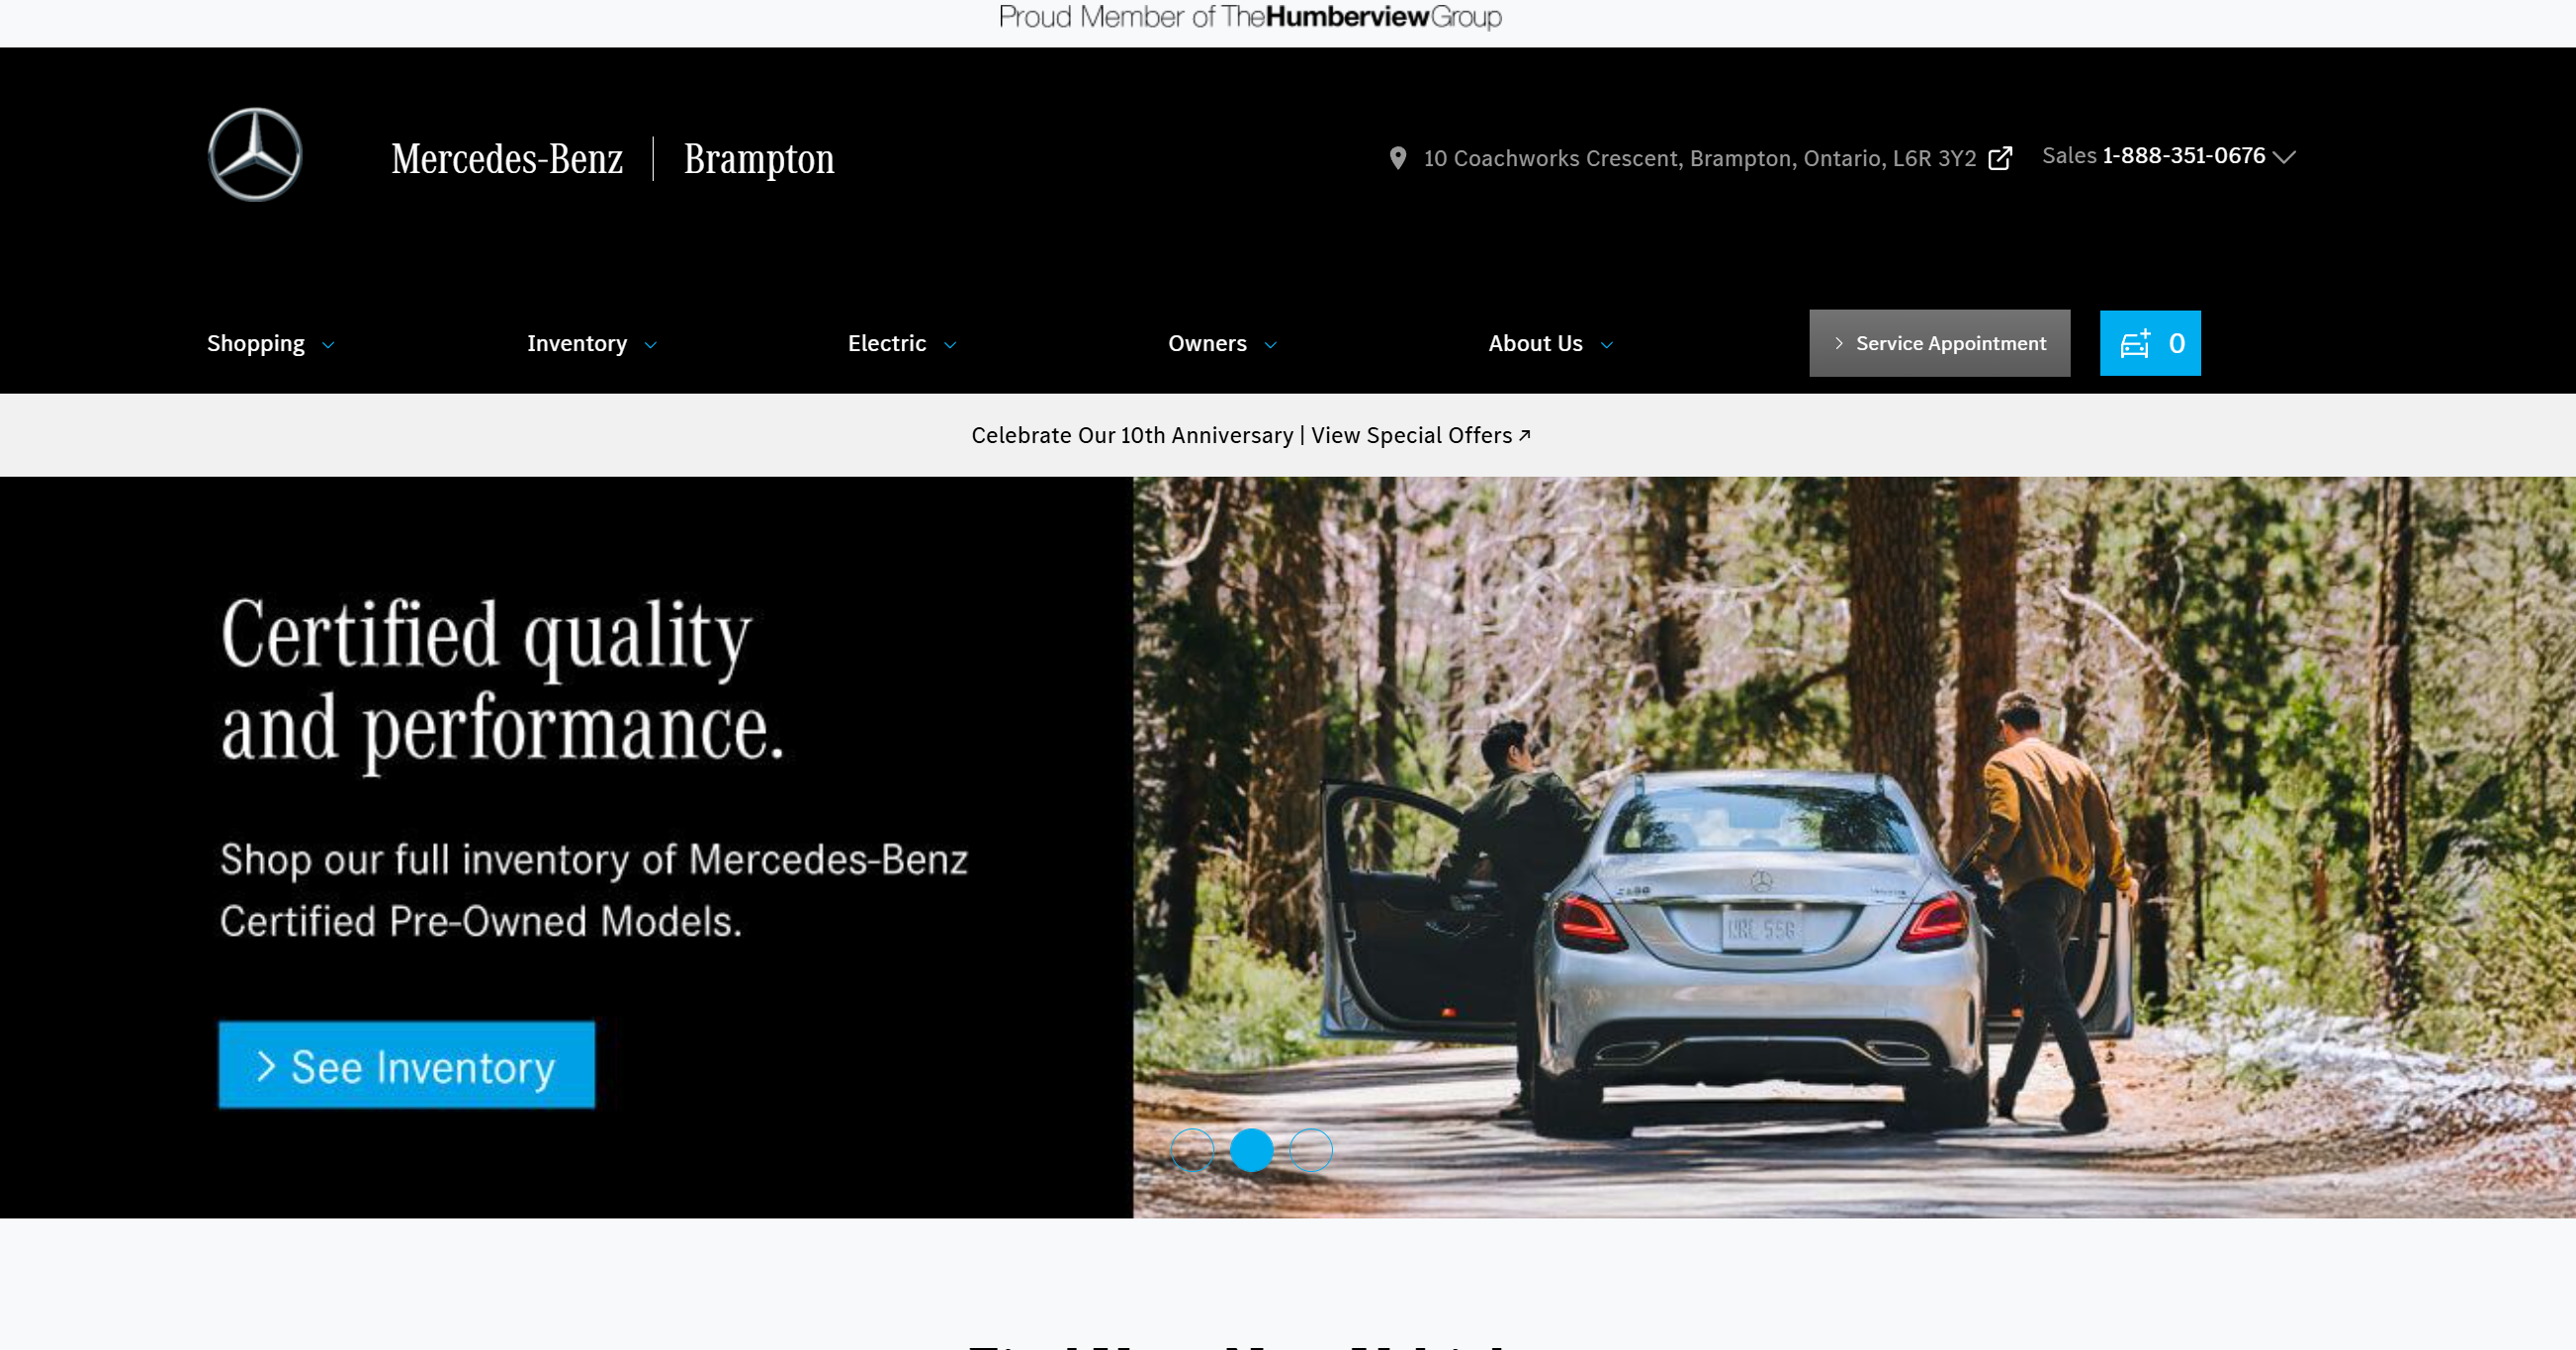 Proud Member of TheHumberviewGroup
Mercedes-Benz | Brampton
10 Coachworks Crescent, Brampton, Ontario, L6R 3Y2
Sales 1-888-351-0676
Shopping
Inventory
Electric
Owners
About Us
Service Appointment
0
Celebrate Our 10th Anniversary | View Special Offers ↗
Certified quality
and performance.
Shop our full inventory of Mercedes-Benz
Certified Pre-Owned Models.
> See Inventory